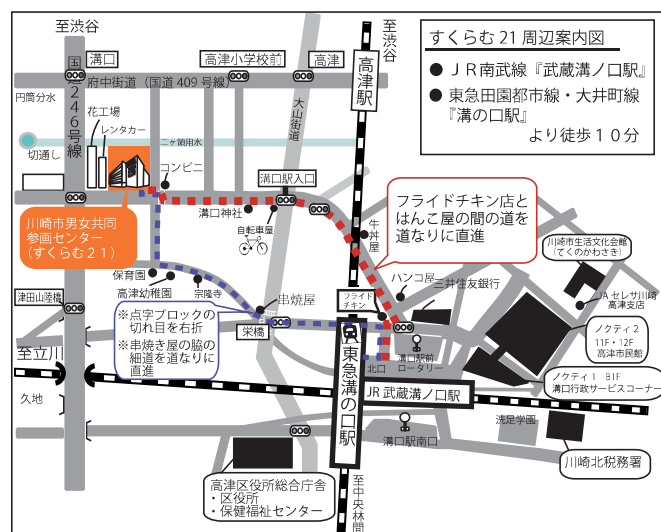 至渋谷
国道246号線
溝口
高津小学校前
高津
至渋谷
高津駅
府中街道（国道409号線）
大山街道
円筒分水
花工場
レンタカー
切通し
二ヶ領用水
コンビニ
溝口駅入口
溝口神社
自転車屋
すくらむ21周辺案内図
● ＪＲ南武線『武蔵溝ノ口駅』
● 東急田園都市線・大井町線
『溝の口駅』
より徒歩１０分
フライドチキン店と
はんこ屋の間の道を
道なりに直進
牛丼屋
川崎市男女共同
参画センター
（すくらむ２１）
保育園
高津幼稚園
宗隆寺
串焼屋
栄橋
津田山陸橋
※点字ブロックの
切れ目を右折
※串焼き屋の脇の
細道を道なりに
直進
フライド
チキン
ハンコ屋
三井住友銀行
川崎市生活文化会館
（てくのかわさき）
JAセレサ川崎
高津支店
ノクティ2
11F・12F
高津市民館
ノクティ1 B1F
溝口行政サービスコーナー
至立川
久地
東急溝の口駅
北口
溝口駅前
ロータリー
JR武蔵溝ノ口駅
溝口駅南口
洗足学園
川崎北税務署
高津区役所総合庁舎
・区役所
・保健福祉センター
至中央林間